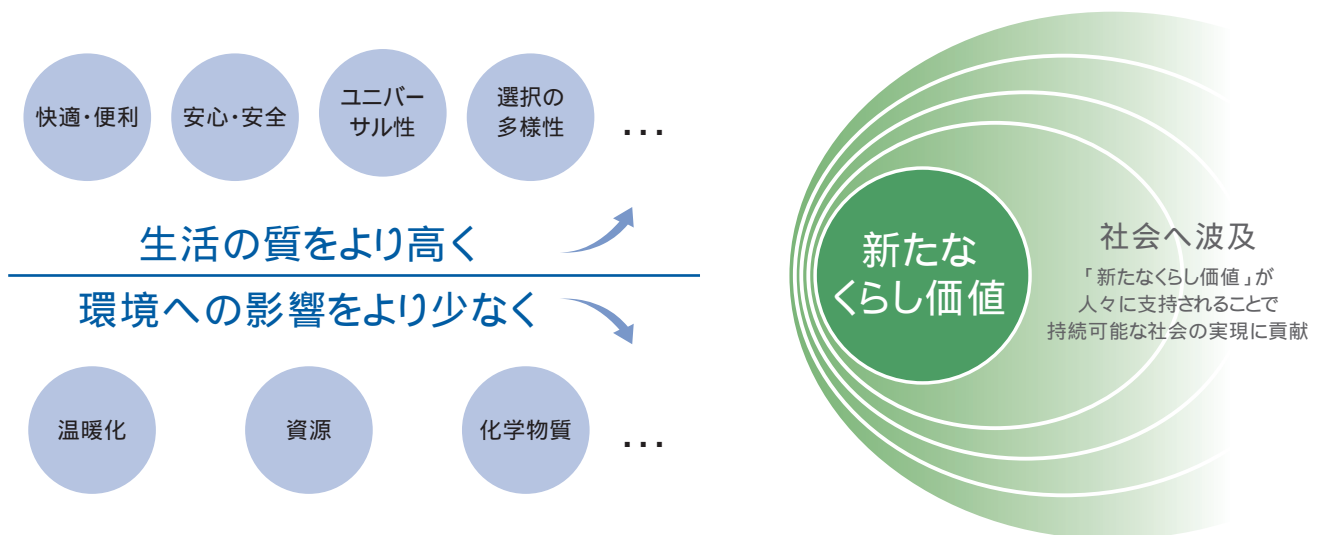 快適・便利
安心・安全
ユニバー
サル性
選択の
多様性
...
生活の質をより高く
環境への影響をより少なく
温暖化
資源
化学物質
...
新たな
くらし価値
社会へ波及
「新たなくらし価値」が
人々に支持されることで
持続可能な社会の実現に貢献